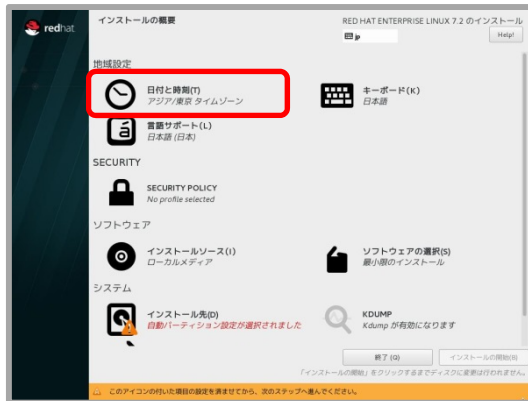 redhat
インストールの概要
RED HAT ENTERPRISE LINUX 7.2 のインストール
jp
Help!
地域設定
日付と時刻(T)
アジア/東京 タイムゾーン
キーボード(K)
日本語
言語サポート(L)
日本語 (日本)
SECURITY
SECURITY POLICY
No profile selected
ソフトウェア
インストールソース(I)
ローカルメディア
ソフトウェアの選択(S)
最小限のインストール
システム
インストール先(D)
自動パーティション設定が選択されました
KDUMP
Kdump が有効になります
終了 (Q)
インストールの開始(B)
「インストールの開始」をクリックするまでディスクに変更は行われません。
このアイコンの付いた項目の設定を済ませてから、次のステップへ進んでください。